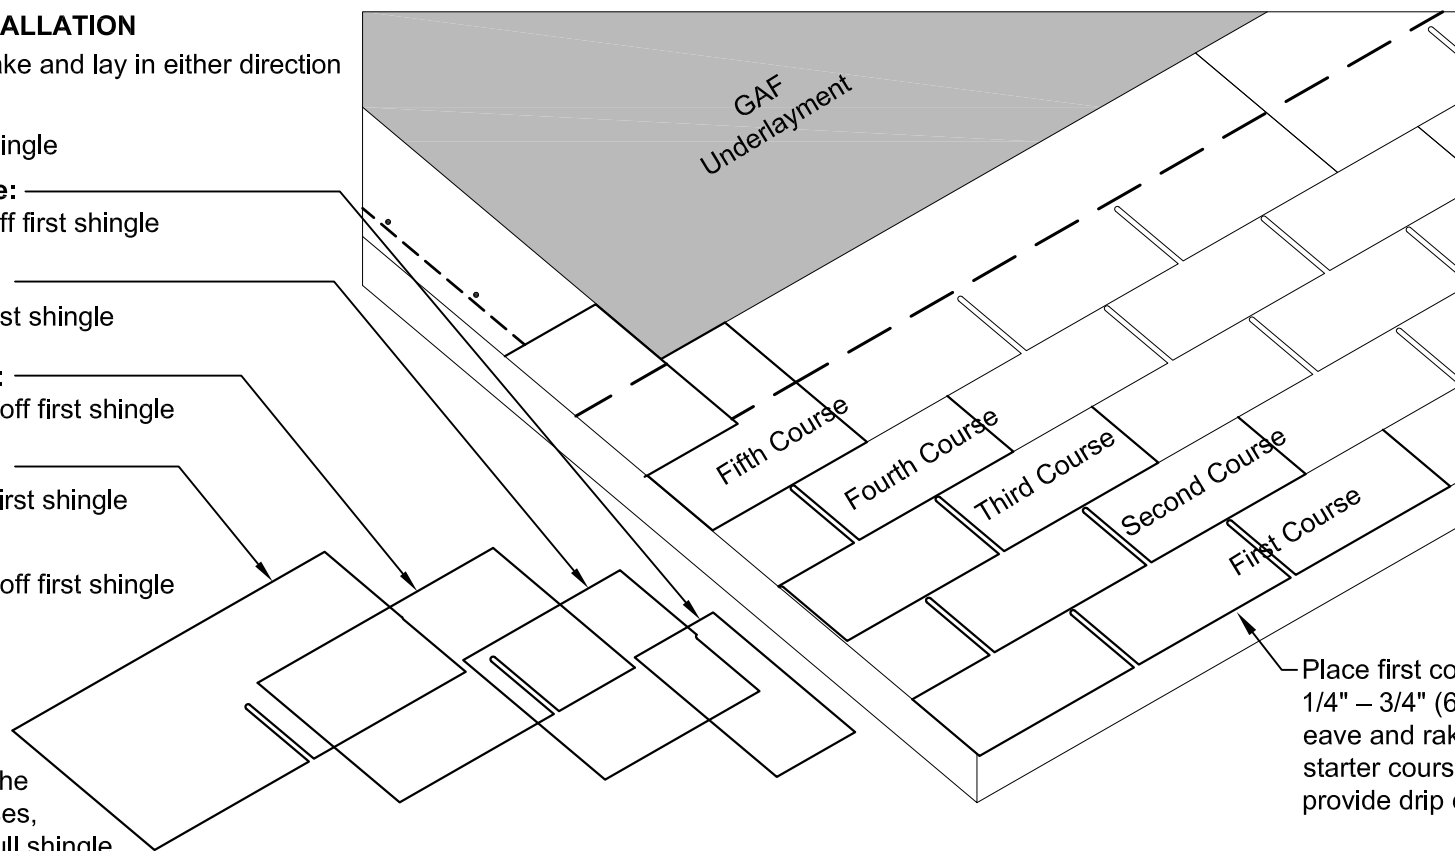 ALLATION
ake and lay in either direction
ingle
e:
ff first shingle
st shingle
:
off first shingle
first shingle
off first shingle
he
es,
ull shingle
GAF
Underlayment
Fifth Course
Fourth Course
Third Course
Second Course
First Course
Place first co
1/4" – 3/4" (6
eave and rak
starter cours
provide drip e